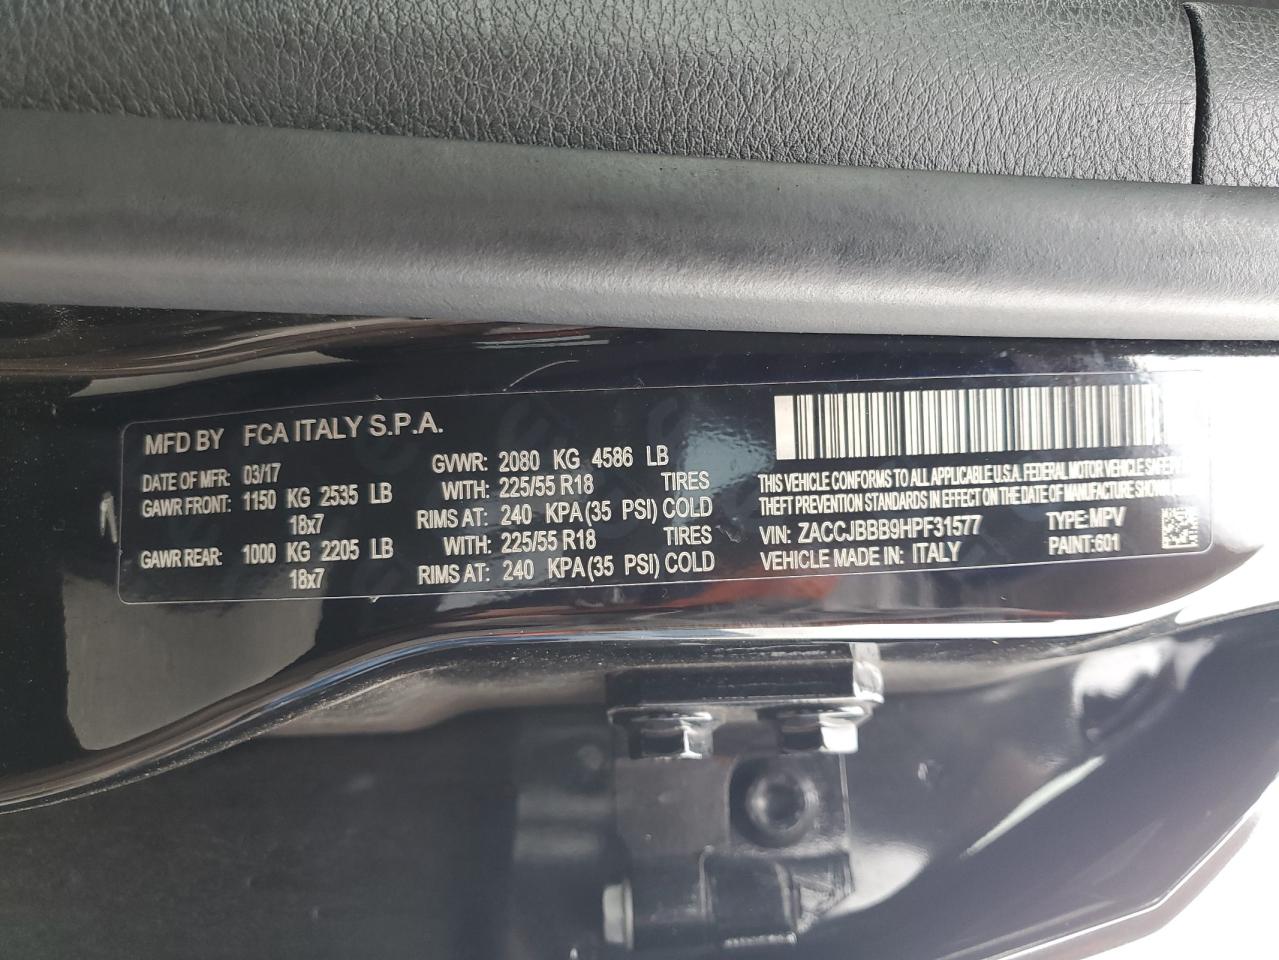 MFD BY FCA ITALY S.P.A.
DATE OF MFR: 03/17 GVWR: 2080 KG 4586 LB
GAWR FRONT: 1150 KG 2535 LB WITH: 225/55 R18 TIRES
18x7 RIMS AT: 240 KPA(35 PSI) COLD
GAWR REAR: 1000 KG 2205 LB WITH: 225/55 R18 TIRES
18x7 RIMS AT: 240 KPA(35 PSI) COLD
THIS VEHICLE CONFORMS TO ALL APPLICABLE U.S.A. FEDERAL MOTOR VEHICLE SAFETY
THEFT PREVENTION STANDARDS IN EFFECT ON THE DATE OF MANUFACTURE SHOWN
VIN: ZACCJBBB9HPF31577 TYPE: MPV
VEHICLE MADE IN: ITALY PAINT: 601